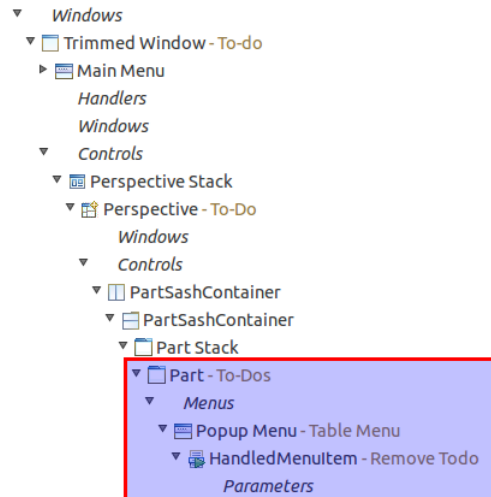 Windows
Trimmed Window - To-do
Main Menu
Handlers
Windows
Controls
Perspective Stack
Perspective - To-Do
Windows
Controls
PartSashContainer
PartSashContainer
Part Stack
Part - To-Dos
Menus
Popup Menu - Table Menu
HandledMenuItem - Remove Todo
Parameters